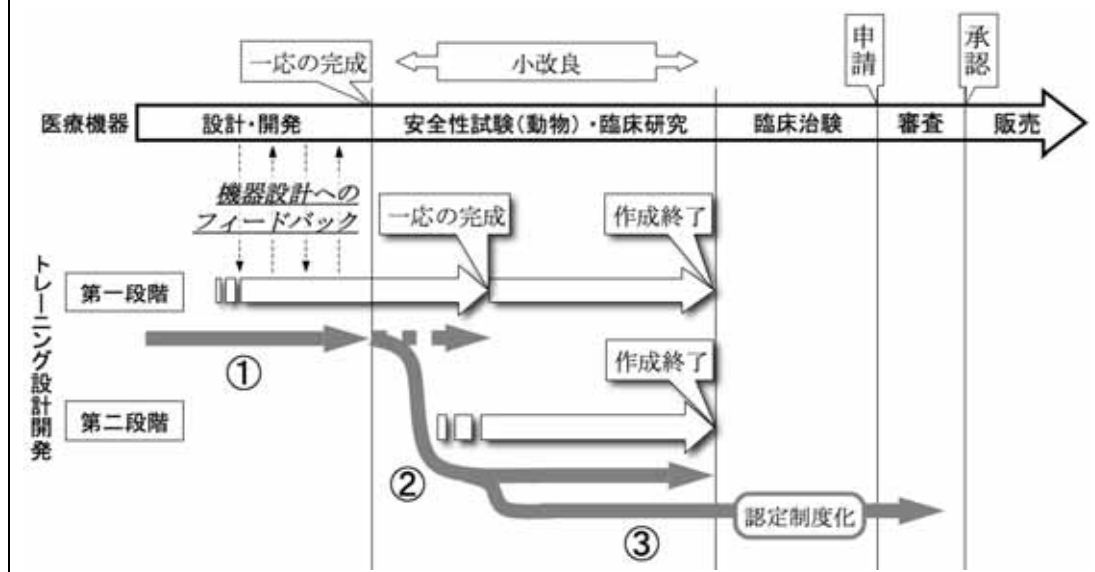 申請
承認
一応の完成
小改良
医療機器
設計・開発
安全性試験(動物)・臨床研究
臨床治験
審査
販売
機器設計への
フィードバック
一応の完成
作成終了
トレーニング設計開発
第一段階
①
作成終了
第二段階
②
認定制度化
③